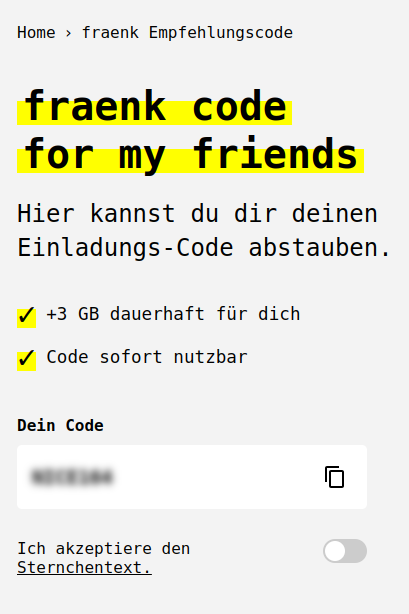 Home › fraenk Empfehlungscode
fraenk code
for my friends
Hier kannst du dir deinen
Einladungs-Code abstauben.
✓ +3 GB dauerhaft für dich
✓ Code sofort nutzbar
Dein Code
Ich akzeptiere den
Sternchentext.